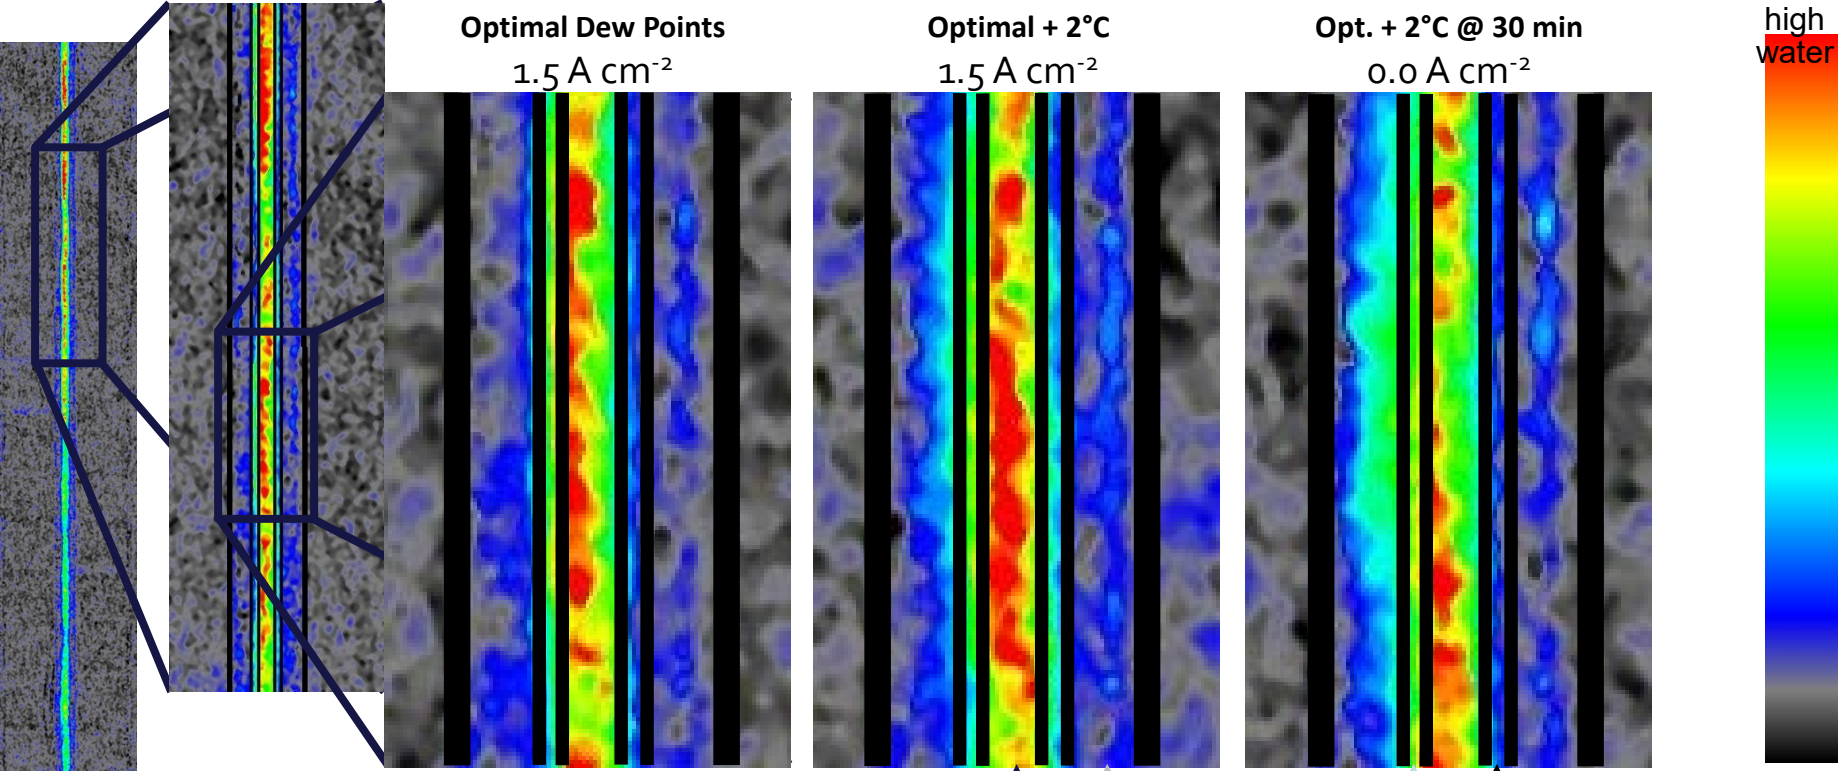 Optimal Dew Points
1.5 A cm⁻²
Optimal + 2°C
1.5 A cm⁻²
Opt. + 2°C @ 30 min
0.0 A cm⁻²
high
water